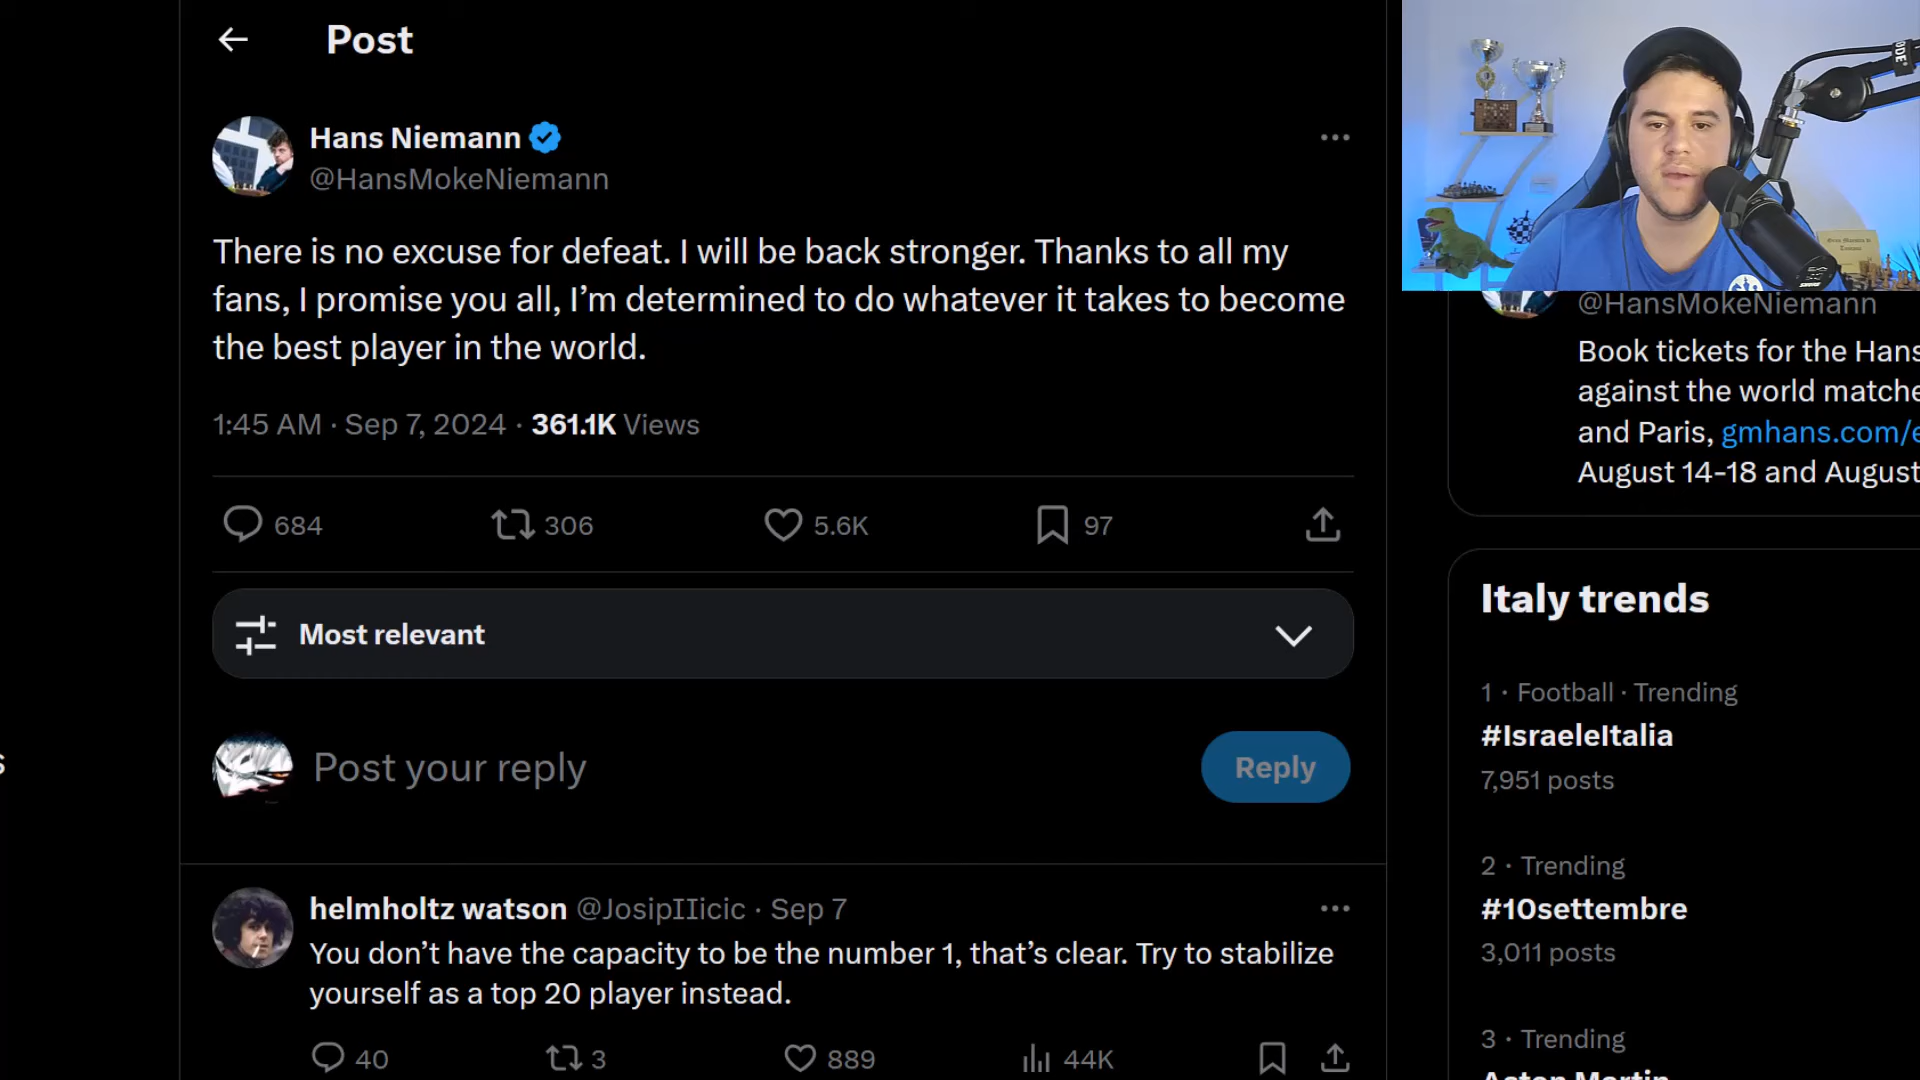 Post
Hans Niemann
@HansMokeNiemann
There is no excuse for defeat. I will be back stronger. Thanks to all my
fans, I promise you all, I’m determined to do whatever it takes to become
the best player in the world.
1:45 AM · Sep 7, 2024 · 361.1K Views
684
306
5.6K
97
Most relevant
Post your reply
Reply
helmholtz watson @JosipIIicic · Sep 7
You don’t have the capacity to be the number 1, that’s clear. Try to stabilize
yourself as a top 20 player instead.
40
3
889
44K
@HansMokeNiemann
Book tickets for the Hans
against the world matche
and Paris, gmhans.com/e
August 14-18 and August
Italy trends
1 · Football · Trending
#IsraeleItalia
7,951 posts
2 · Trending
#10settembre
3,011 posts
3 · Trending
Aston Martin